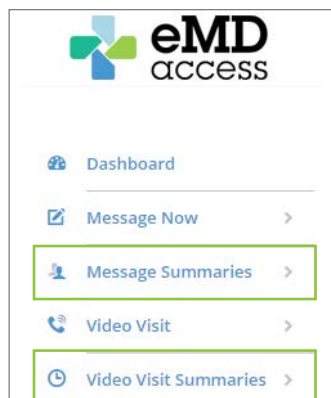 eMD
access
Dashboard
Message Now
Message Summaries
Video Visit
Video Visit Summaries